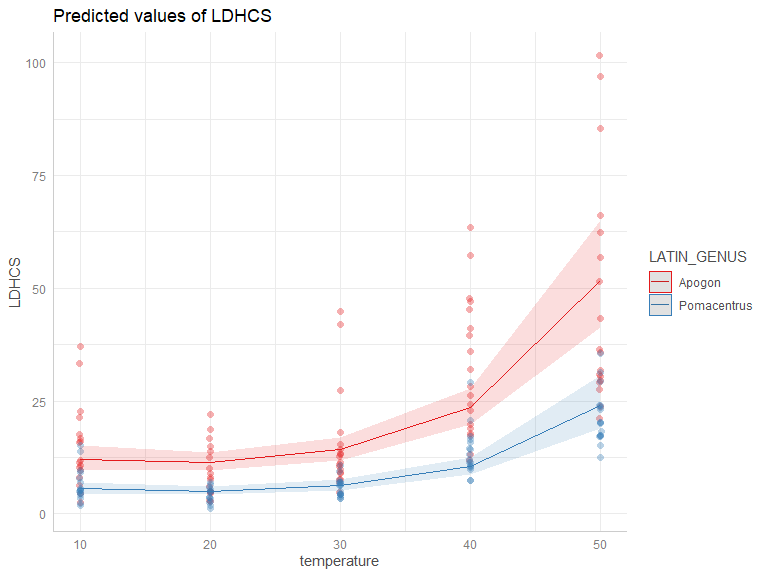 Predicted values of LDHCS
100
75
50
25
0
LDHCS
10 20 30 40 50
temperature
LATIN_GENUS
Apogon
Pomacentrus